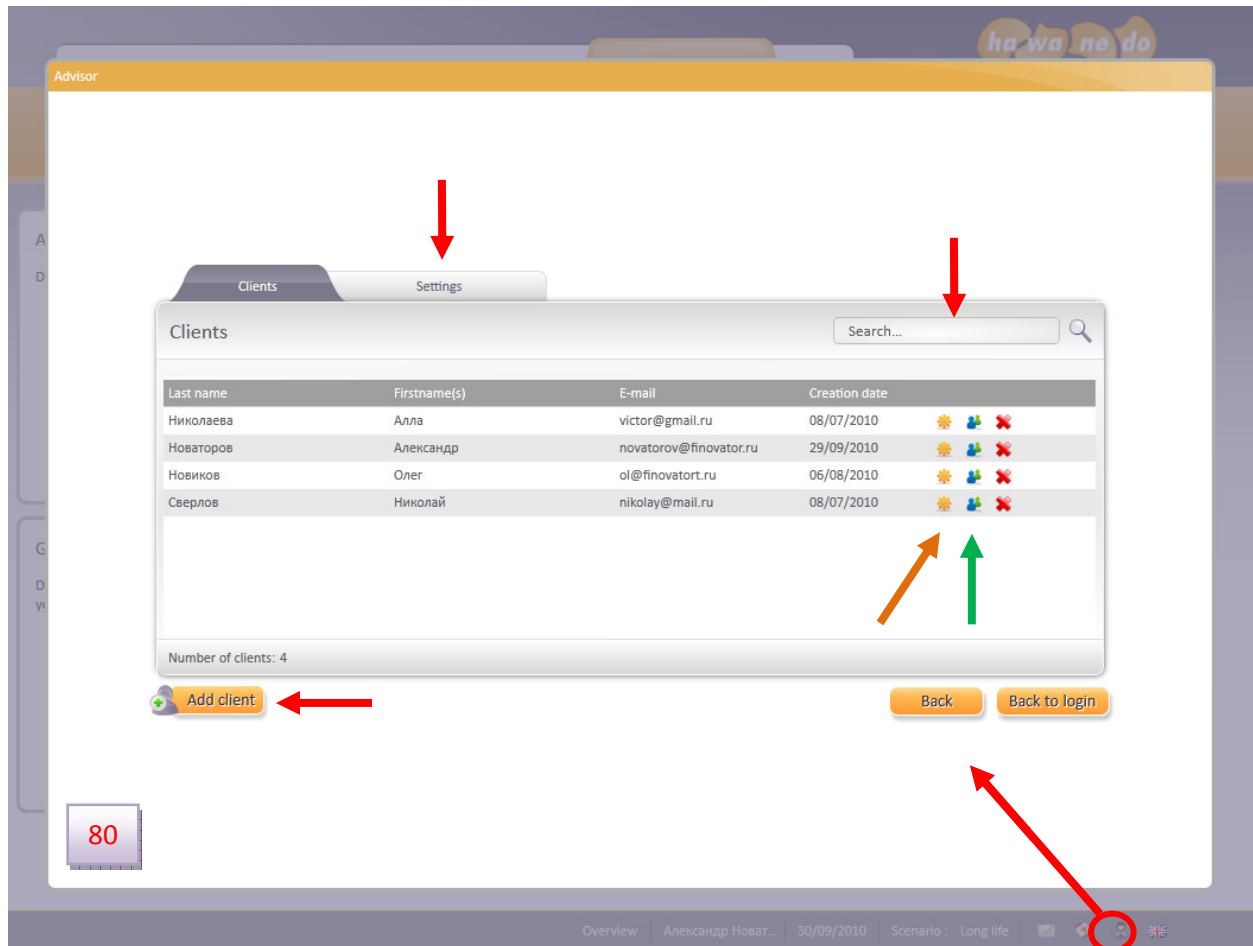 ha wa ne do
Advisor
A
D
Clients Settings
Clients Search...
Last name Firstname(s) E-mail Creation date
Николаева Алла victor@gmail.ru 08/07/2010
Новаторов Александр novatorov@finovator.ru 29/09/2010
Новиков Олег ol@finovatort.ru 06/08/2010
Сверлов Николай nikolay@mail.ru 08/07/2010
G
D
Number of clients: 4
Add client Back Back to login
80
Overview Александр Новат... 30/09/2010 Scenario : Long life